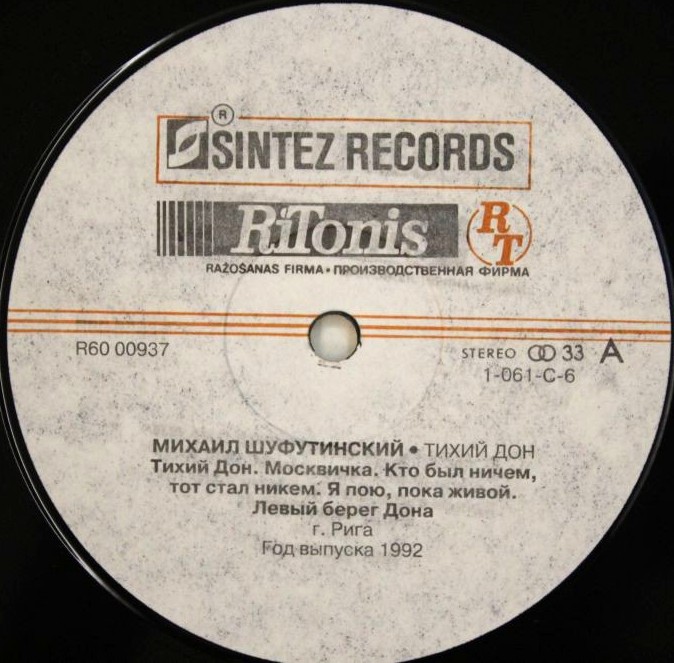 ®
SINTEZ RECORDS
RiTonis RT
RAŽOŠANAS FIRMA • ПРОИЗВОДСТВЕННАЯ ФИРМА
R60 00937
STEREO 33 A
1-061-C-6
МИХАИЛ ШУФУТИНСКИЙ • ТИХИЙ ДОН
Тихий Дон. Москвичка. Кто был ничем,
тот стал никем. Я пою, пока живой.
Левый берег Дона
г. Рига
Год выпуска 1992